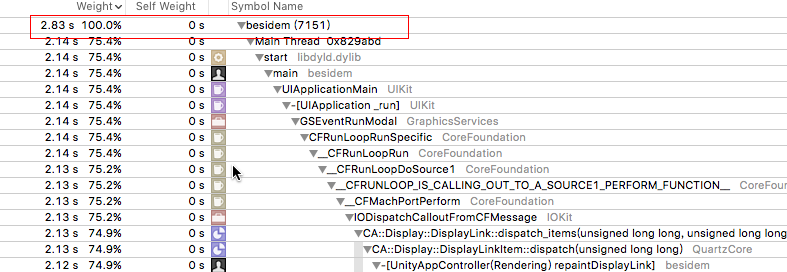 Weight Self Weight Symbol Name
2.83 s 100.0% 0 s besidem (7151)
2.14 s 75.4% 0 s Main Thread 0x829abd
2.14 s 75.4% 0 s start libdyld.dylib
2.14 s 75.4% 0 s main besidem
2.14 s 75.4% 0 s UIApplicationMain UIKit
2.14 s 75.4% 0 s -[UIApplication _run] UIKit
2.14 s 75.4% 0 s GSEventRunModal GraphicsServices
2.14 s 75.4% 0 s CFRunLoopRunSpecific CoreFoundation
2.14 s 75.4% 0 s __CFRunLoopRun CoreFoundation
2.13 s 75.2% 0 s __CFRunLoopDoSource1 CoreFoundation
2.13 s 75.2% 0 s __CFRUNLOOP_IS_CALLING_OUT_TO_A_SOURCE1_PERFORM_FUNCTION__ CoreFound
2.13 s 75.2% 0 s __CFMachPortPerform CoreFoundation
2.13 s 75.2% 0 s IODispatchCalloutFromCFMessage IOKit
2.13 s 74.9% 0 s CA::Display::DisplayLink::dispatch_items(unsigned long long, unsigned long long
2.13 s 74.9% 0 s CA::Display::DisplayLinkItem::dispatch(unsigned long long) QuartzCore
2.12 s 74.9% 0 s -[UnityAppController(Rendering) repaintDisplayLink] besidem